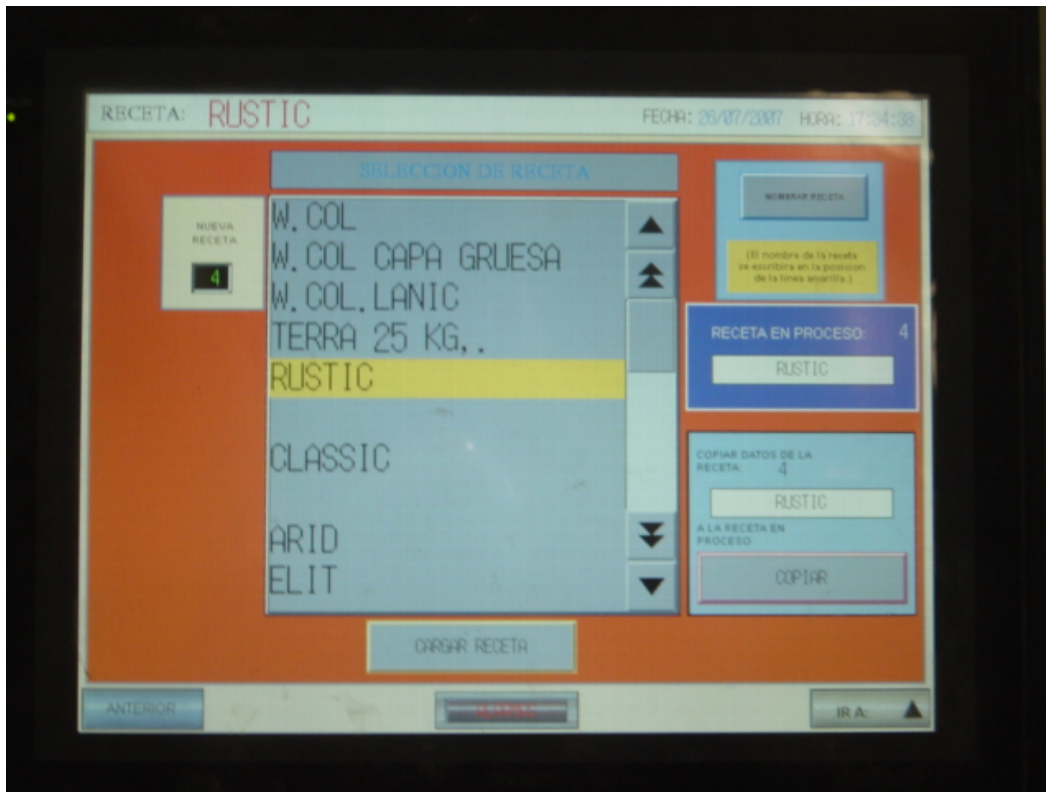 RECETA: RUSTIC
FECHA: 26/07/2007 HORA: 17:34:38
SELECCION DE RECETA
NUEVA
RECETA
4
W.COL
W.COL CAPA GRUESA
W.COL.LANIC
TERRA 25 KG,.
RUSTIC
CLASSIC
ARID
ELIT
CARGAR RECETA
NOMBRAR RECETA
(El nombre de la receta
se escribira en la posicion
de la linea amarilla.)
RECETA EN PROCESO: 4
RUSTIC
COPIAR DATOS DE LA
RECETA: 4
RUSTIC
A LA RECETA EN
PROCESO
COPIAR
ANTERIOR
IR A: